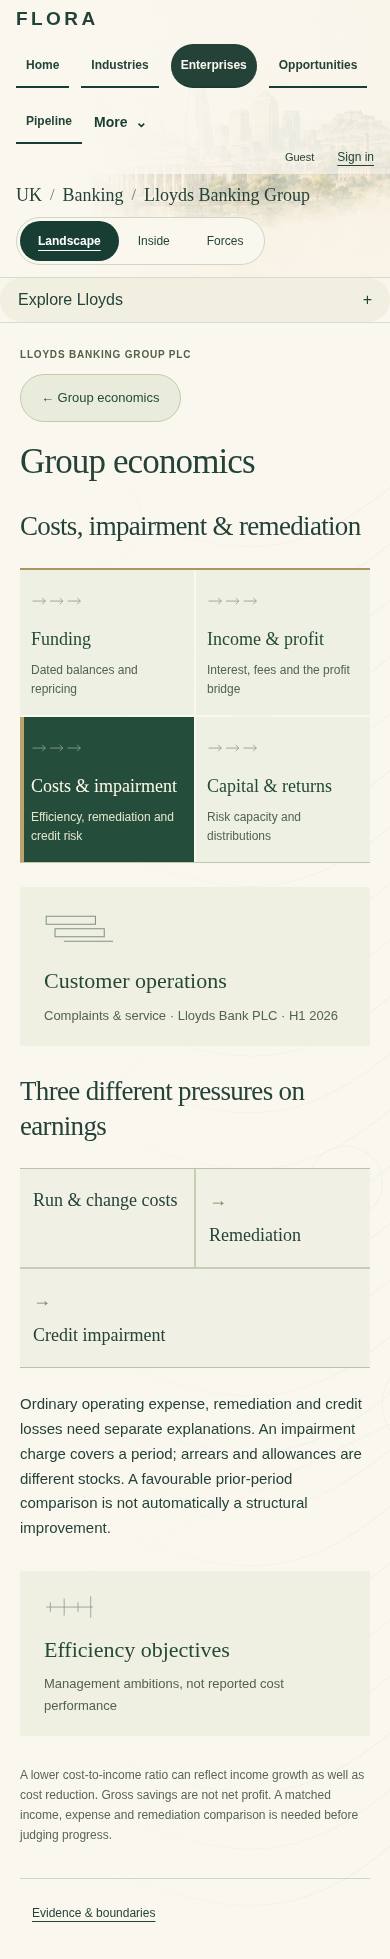 FLORA
Home Industries Enterprises Opportunities
Pipeline More ⌄
Guest Sign in
UK / Banking / Lloyds Banking Group
Landscape Inside Forces
Explore Lloyds +
LLOYDS BANKING GROUP PLC
← Group economics
Group economics
Costs, impairment & remediation
→→→
Funding
Dated balances and
repricing
→→→
Income & profit
Interest, fees and the profit
bridge
→→→
Costs & impairment
Efficiency, remediation and
credit risk
→→→
Capital & returns
Risk capacity and
distributions
Customer operations
Complaints & service · Lloyds Bank PLC · H1 2026
Three different pressures on
earnings
Run & change costs
→
Remediation
→
Credit impairment
Ordinary operating expense, remediation and credit
losses need separate explanations. An impairment
charge covers a period; arrears and allowances are
different stocks. A favourable prior-period
comparison is not automatically a structural
improvement.
Efficiency objectives
Management ambitions, not reported cost
performance
A lower cost-to-income ratio can reflect income growth as well as
cost reduction. Gross savings are not net profit. A matched
income, expense and remediation comparison is needed before
judging progress.
Evidence & boundaries